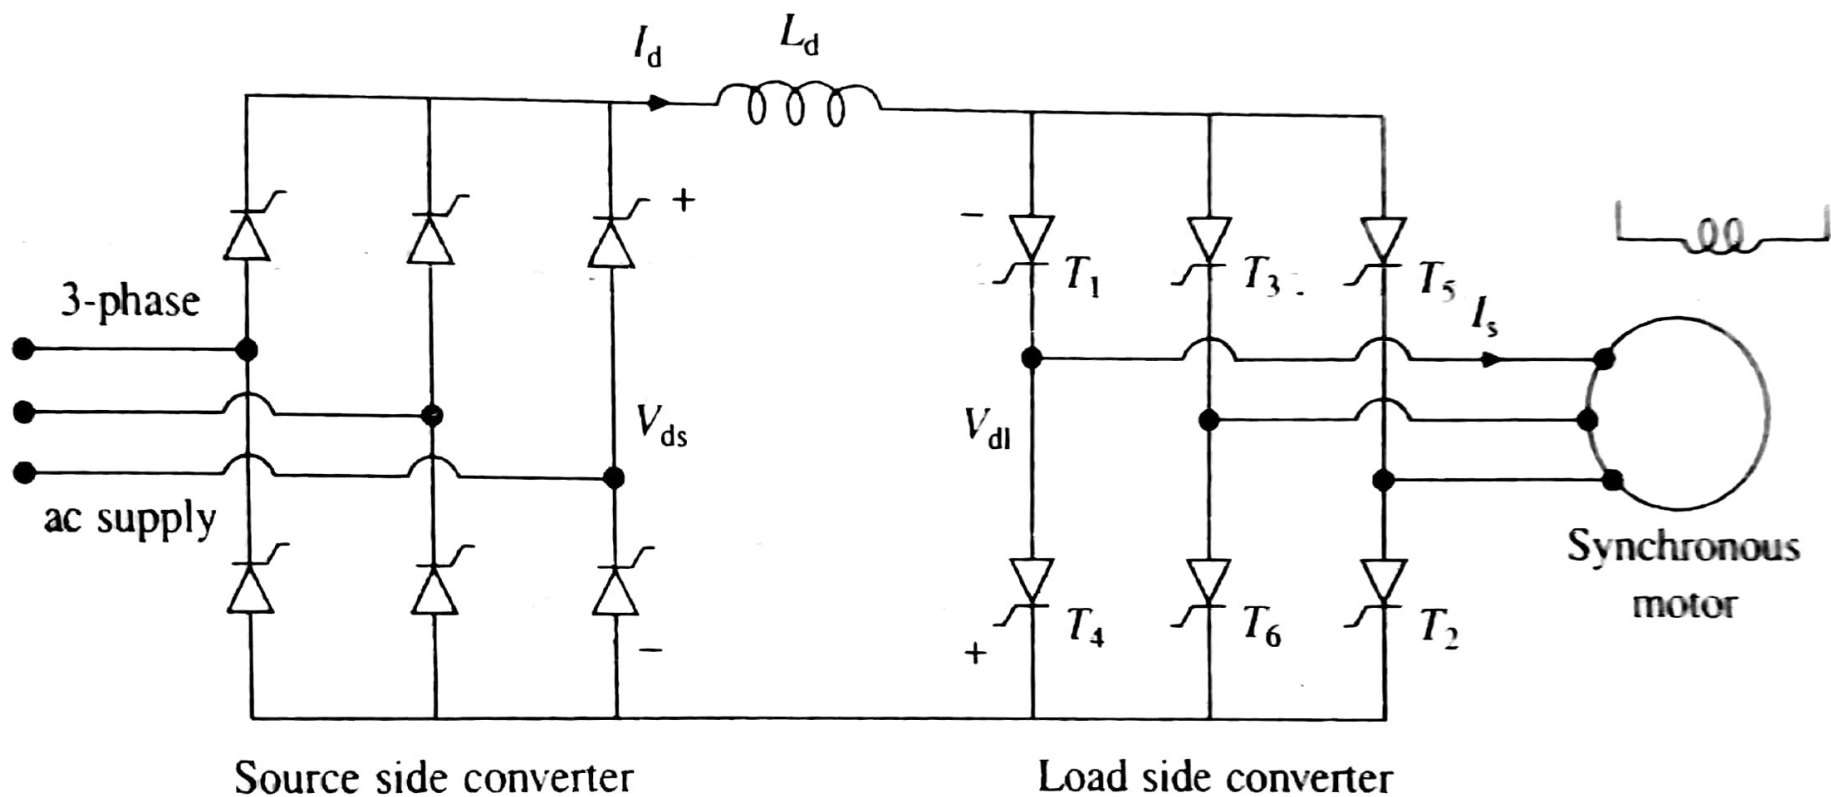 I_d
L_d
+
−
T_1
T_3
T_5
3-phase
I_s
V_ds
V_dl
ac supply
Synchronous
motor
−
+
T_4
T_6
T_2
Source side converter
Load side converter